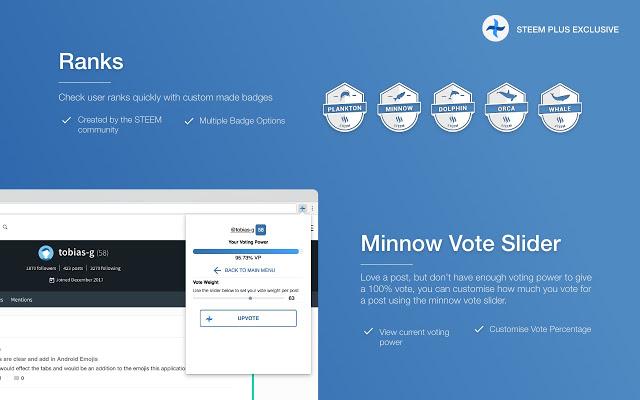 STEEM PLUS EXCLUSIVE
Ranks
Check user ranks quickly with custom made badges
Created by the STEEM
community
Multiple Badge Options
PLANKTON
MINNOW
DOLPHIN
ORCA
WHALE
STEEM
STEEM
STEEM
STEEM
STEEM
@tobias-g 58
Your Voting Power
95.73% VP
BACK TO MAIN MENU
Vote Weight
Use the slider below to set your vote weight per post
63
UPVOTE
tobias-g (58)
1870 followers
423 posts
3270 following
Joined December 2017
Mentions
are clear and add in Android Emojis
would effect the tabs and would be an addition to the emojis this application
0
Minnow Vote Slider
Love a post, but don't have enough voting power to give
a 100% vote, you can customise how much you vote for
a post using the minnow vote slider.
View current voting
power
Customise Vote Percentage